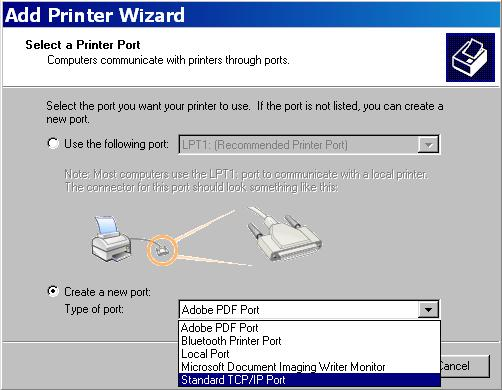 Add Printer Wizard
Select a Printer Port
Computers communicate with printers through ports.
Select the port you want your printer to use. If the port is not listed, you can create a
new port.
Use the following port:
LPT1: (Recommended Printer Port)
Note: Most computers use the LPT1: port to communicate with a local printer.
The connector for this port should look something like this:
Create a new port:
Type of port:
Adobe PDF Port
Adobe PDF Port
Bluetooth Printer Port
Local Port
Microsoft Document Imaging Writer Monitor
Standard TCP/IP Port
Cancel